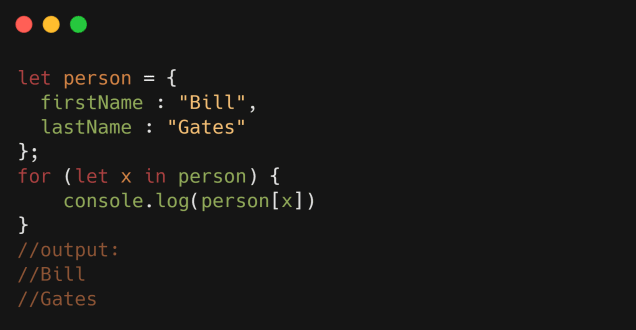 let person = {
  firstName : "Bill",
  lastName : "Gates"
};
for (let x in person) {
    console.log(person[x])
}
//output:
//Bill
//Gates